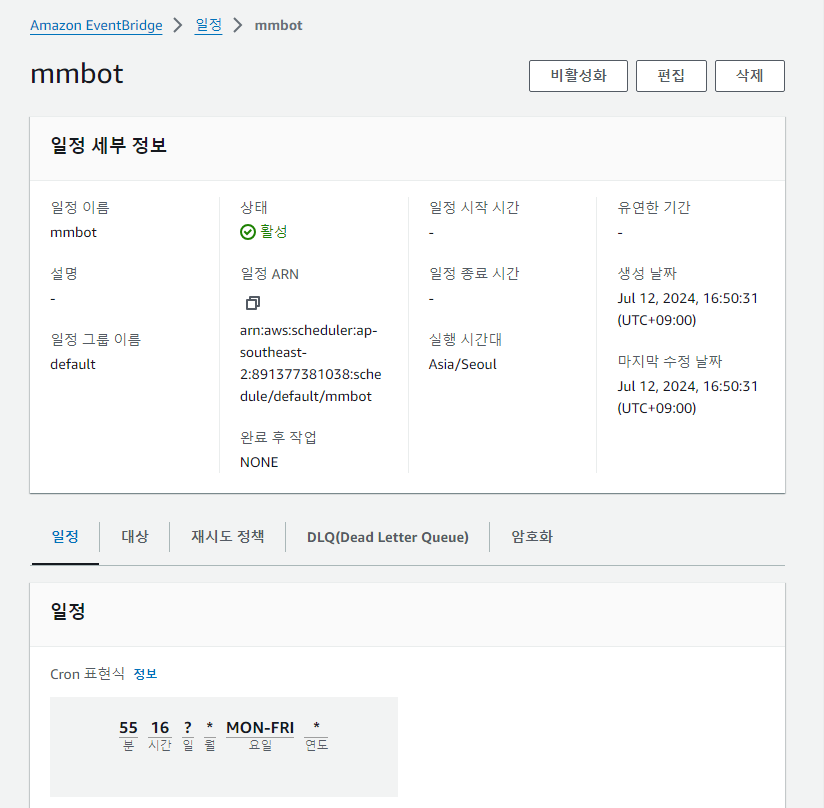 Amazon EventBridge > 일정 > mmbot
mmbot
비활성화 편집 삭제
일정 세부 정보
일정 이름
mmbot
설명
-
일정 그룹 이름
default
상태
활성
일정 ARN
arn:aws:scheduler:ap-
southeast-
2:891377381038:sche
dule/default/mmbot
완료 후 작업
NONE
일정 시작 시간
-
일정 종료 시간
-
실행 시간대
Asia/Seoul
유연한 기간
-
생성 날짜
Jul 12, 2024, 16:50:31
(UTC+09:00)
마지막 수정 날짜
Jul 12, 2024, 16:50:31
(UTC+09:00)
일정 대상 재시도 정책 DLQ(Dead Letter Queue) 암호화
일정
Cron 표현식 정보
55 16 ? * MON-FRI *
분 시간 일 월 요일 연도